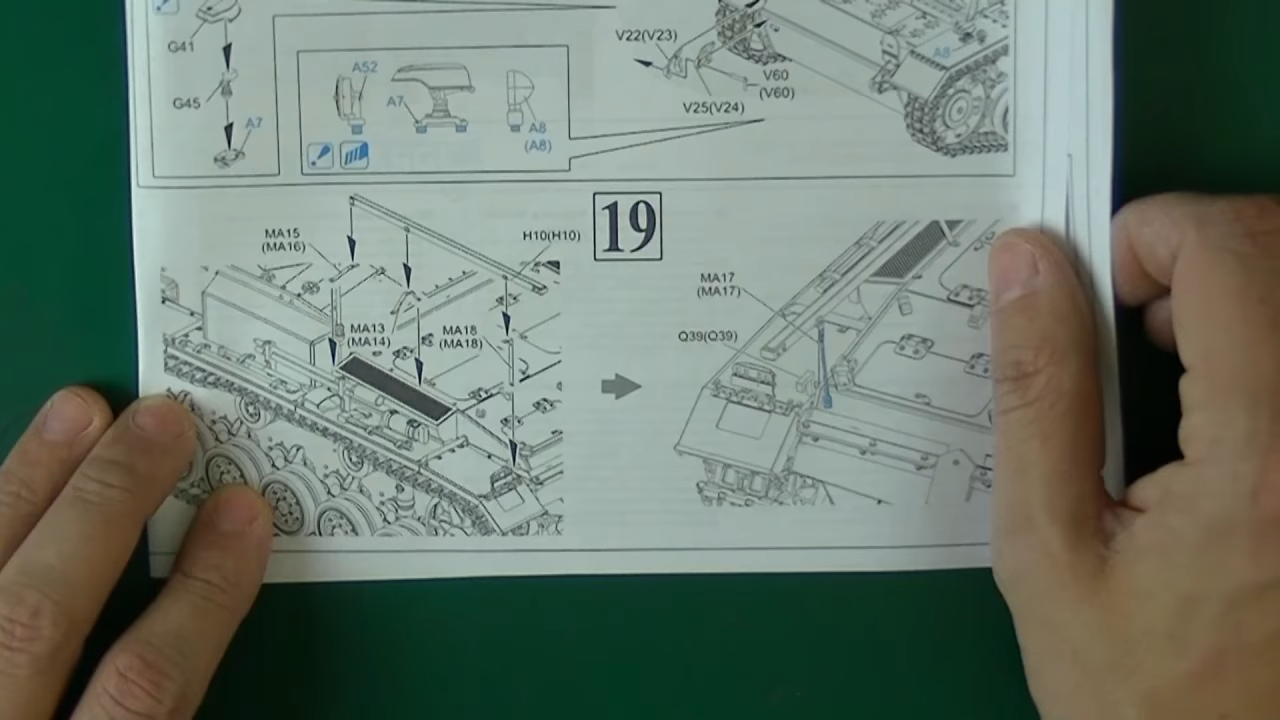 G41
G45
A7
A52
A7
A8
(A8)
V22(V23)
V60
(V60)
V25(V24)
A8
19
MA15
(MA16)
H10(H10)
MA13
(MA14)
MA18
(MA18)
MA17
(MA17)
Q39(Q39)